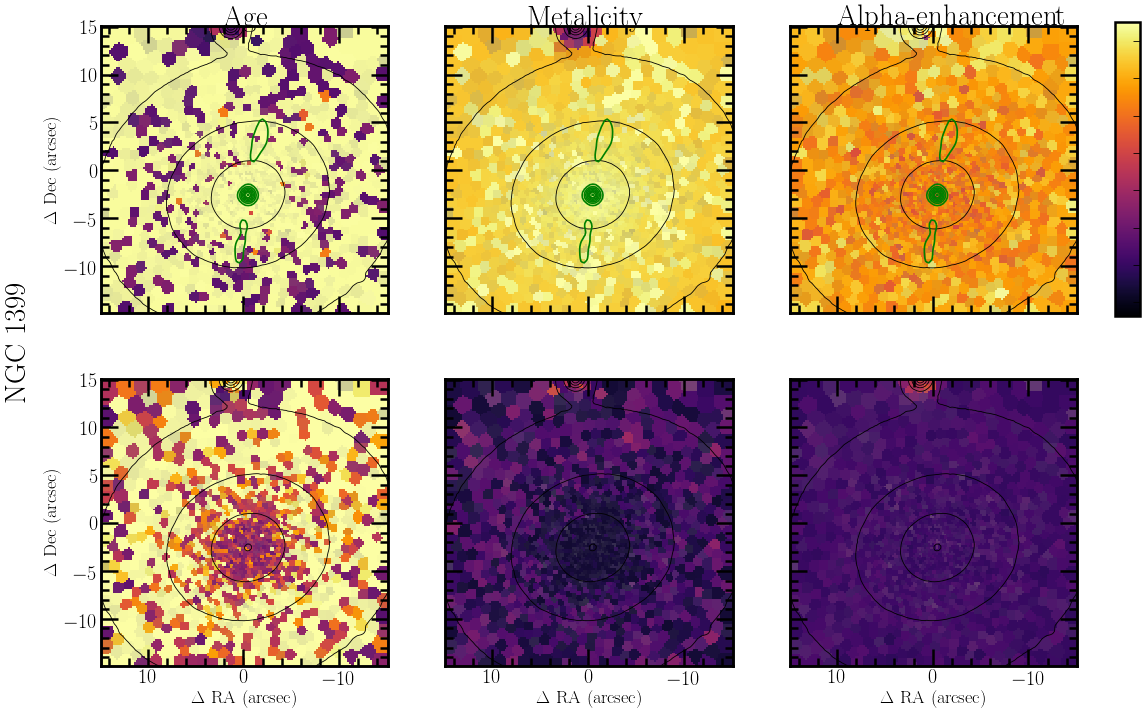 Age Metalicity Alpha-enhancement
15
10
5
0
−5
−10
Δ Dec (arcsec)
NGC 1399
15
10
5
0
−5
−10
Δ Dec (arcsec)
10 0 −10 10 0 −10 10 0 −10
Δ RA (arcsec) Δ RA (arcsec) Δ RA (arcsec)